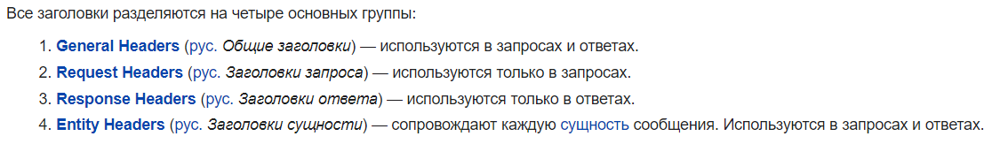 Все заголовки разделяются на четыре основных группы:
1. General Headers (рус. Общие заголовки) — используются в запросах и ответах.
2. Request Headers (рус. Заголовки запроса) — используются только в запросах.
3. Response Headers (рус. Заголовки ответа) — используются только в ответах.
4. Entity Headers (рус. Заголовки сущности) — сопровождают каждую сущность сообщения. Используются в запросах и ответах.